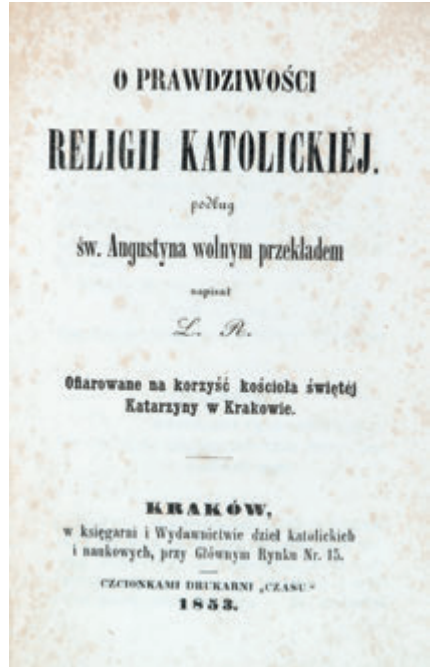 O PRAWDZIWOŚCI
RELIGII KATOLICKIÉJ.
podług
św. Augustyna wolnym przekładem
napisał
L. R.
Ofiarowane na korzyść kościoła świętéj
Katarzyny w Krakowie.
KRAKÓW,
w księgarni i Wydawnictwie dzieł katolickich
i naukowych, przy Głównym Rynku Nr. 15.
CZCIONKAMI DRUKARNI „CZASU“
1853.